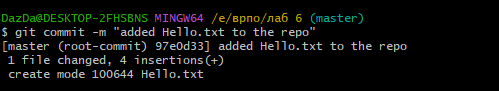 DazDa@DESKTOP-2FHSBNS MINGW64 /e/врпо/лаб 6 (master)
$ git commit -m "added Hello.txt to the repo"
[master (root-commit) 97e0d33] added Hello.txt to the repo
1 file changed, 4 insertions(+)
create mode 100644 Hello.txt